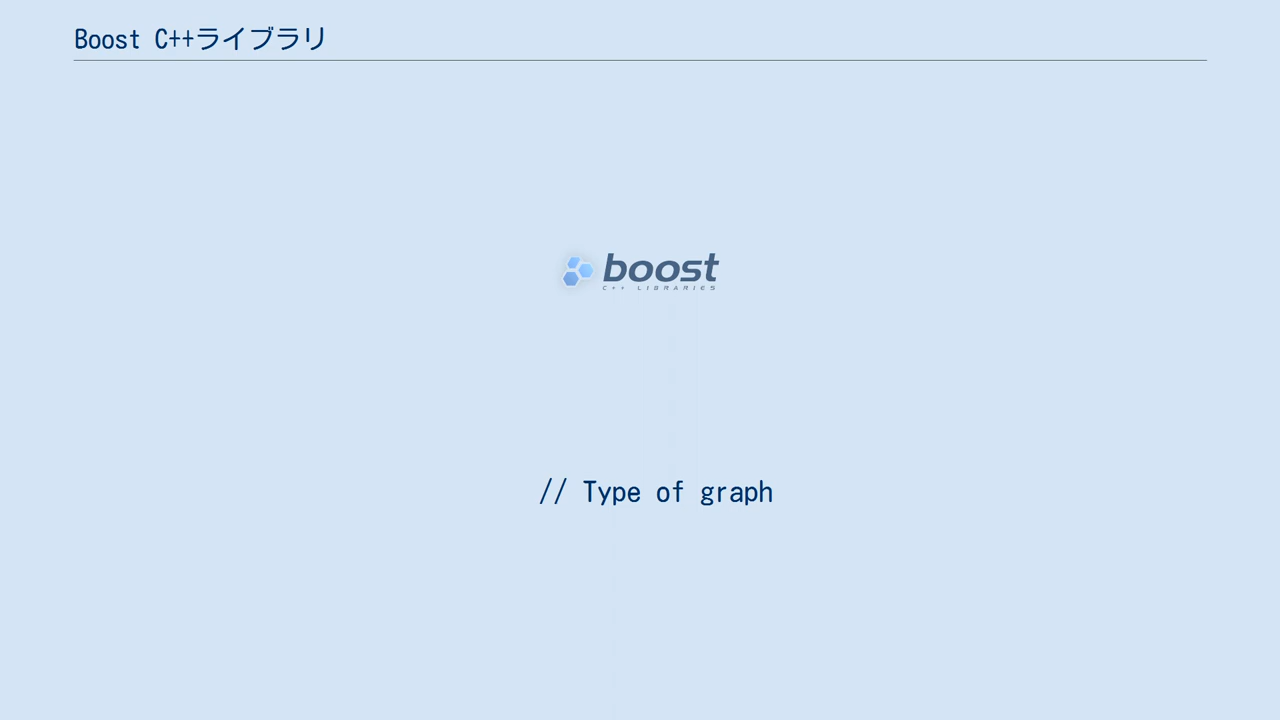 Boost C++ライブラリ
boost
C++ LIBRARIES
// Type of graph